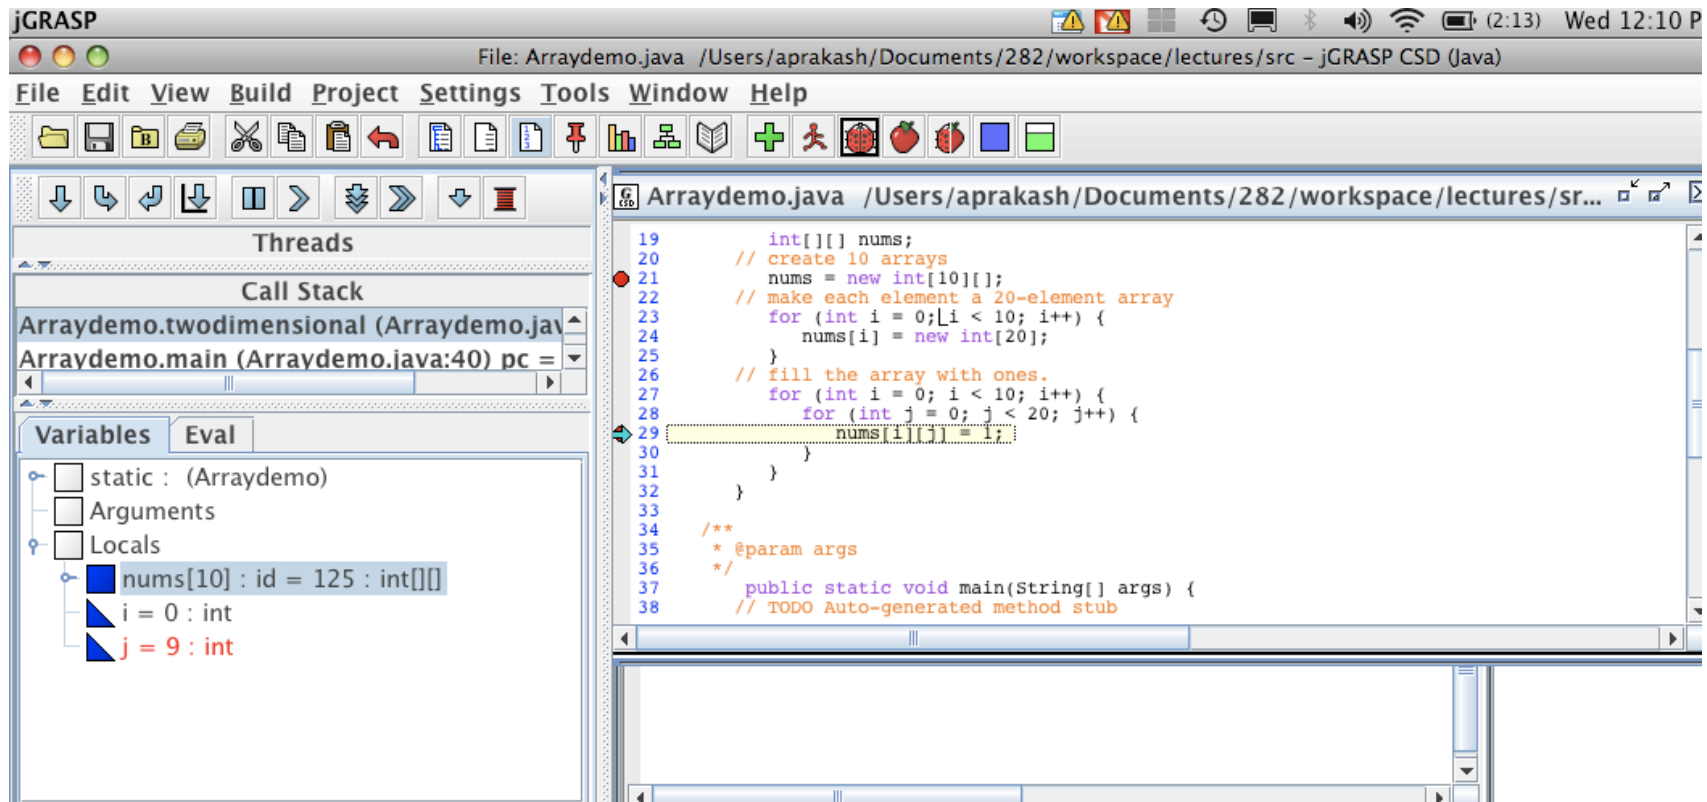 jGRASP
(2:13) Wed 12:10 P
File: Arraydemo.java /Users/aprakash/Documents/282/workspace/lectures/src – jGRASP CSD (Java)
File Edit View Build Project Settings Tools Window Help
Arraydemo.java /Users/aprakash/Documents/282/workspace/lectures/sr...
Threads
Call Stack
Arraydemo.twodimensional (Arraydemo.jav
Arraydemo.main (Arraydemo.java:40) pc =
Variables Eval
static : (Arraydemo)
Arguments
Locals
nums[10] : id = 125 : int[][]
i = 0 : int
j = 9 : int
19 int[][] nums;
20 // create 10 arrays
21 nums = new int[10][];
22 // make each element a 20-element array
23 for (int i = 0; i < 10; i++) {
24 nums[i] = new int[20];
25 }
26 // fill the array with ones.
27 for (int i = 0; i < 10; i++) {
28 for (int j = 0; j < 20; j++) {
29 nums[i][j] = 1;
30 }
31 }
32 }
33
34 /**
35 * @param args
36 */
37 public static void main(String[] args) {
38 // TODO Auto-generated method stub